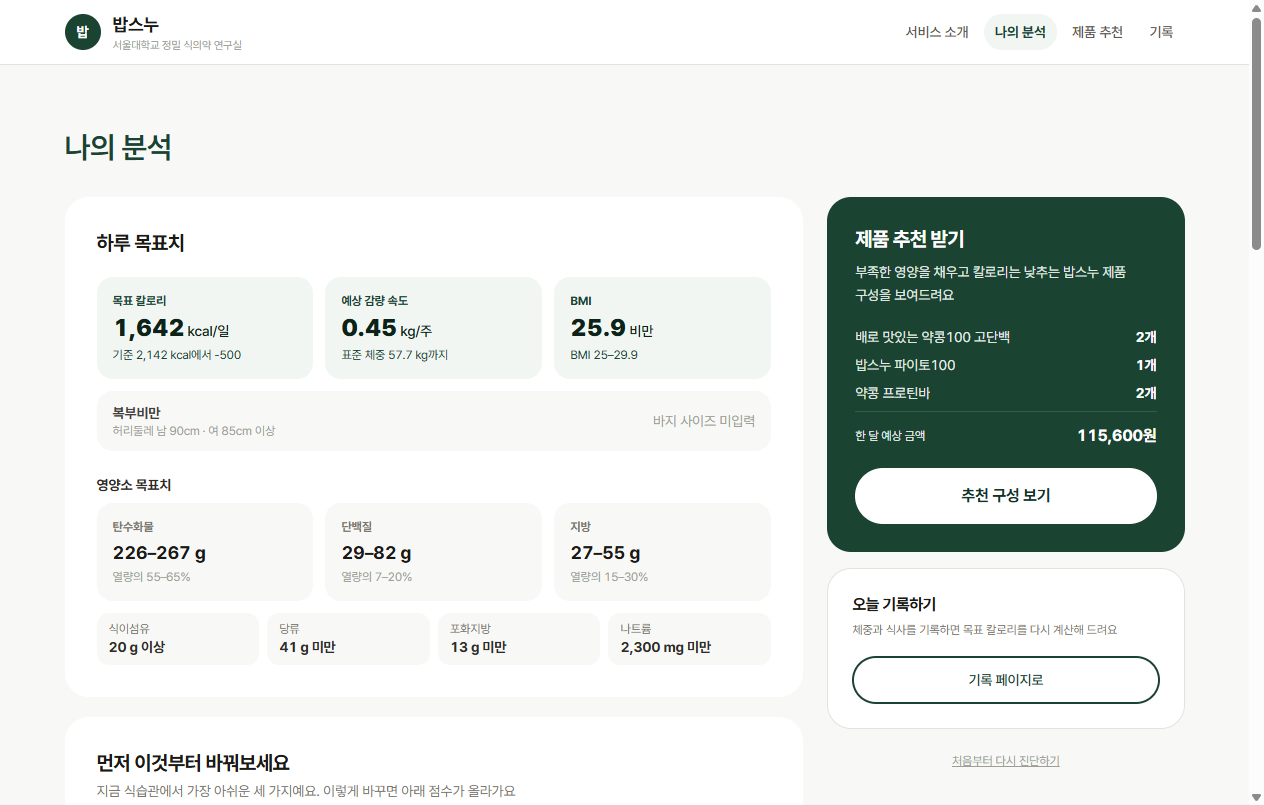 밥
밥스누
서울대학교 정밀 식의약 연구실
서비스 소개
나의 분석
제품 추천
기록
나의 분석
하루 목표치
목표 칼로리
1,642 kcal/일
기준 2,142 kcal에서 -500
예상 감량 속도
0.45 kg/주
표준 체중 57.7 kg까지
BMI
25.9 비만
BMI 25–29.9
복부비만
허리둘레 남 90cm · 여 85cm 이상
바지 사이즈 미입력
영양소 목표치
탄수화물
226–267 g
열량의 55–65%
단백질
29–82 g
열량의 7–20%
지방
27–55 g
열량의 15–30%
식이섬유
20 g 이상
당류
41 g 미만
포화지방
13 g 미만
나트륨
2,300 mg 미만
먼저 이것부터 바꿔보세요
지금 식습관에서 가장 아쉬운 세 가지예요. 이렇게 바꾸면 아래 점수가 올라가요
제품 추천 받기
부족한 영양을 채우고 칼로리는 낮추는 밥스누 제품
구성을 보여드려요
배로 맛있는 약콩100 고단백 2개
밥스누 파이토100 1개
약콩 프로틴바 2개
한 달 예상 금액 115,600원
추천 구성 보기
오늘 기록하기
체중과 식사를 기록하면 목표 칼로리를 다시 계산해 드려요
기록 페이지로
처음부터 다시 진단하기